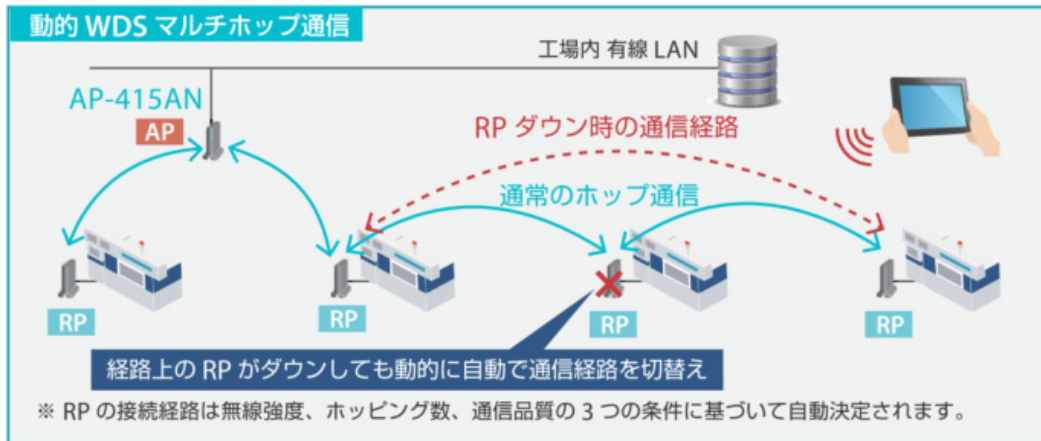 動的 WDS マルチホップ通信
工場内 有線 LAN
AP-415AN
AP
RP ダウン時の通信経路
通常のホップ通信
RP
RP
RP
RP
経路上の RP がダウンしても動的に自動で通信経路を切替え
※ RP の接続経路は無線強度、ホッピング数、通信品質の 3 つの条件に基づいて自動決定されます。